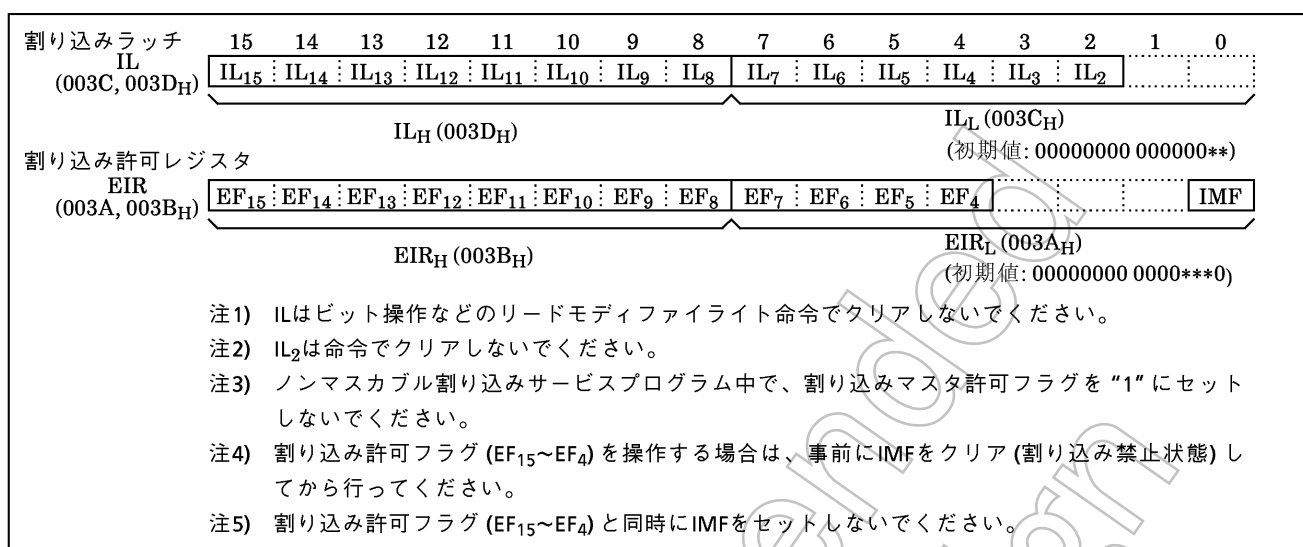 割り込みラッチ 15 14 13 12 11 10 9 8 7 6 5 4 3 2 1 0
IL
(003C, 003DH) IL15 IL14 IL13 IL12 IL11 IL10 IL9 IL8 IL7 IL6 IL5 IL4 IL3 IL2
ILH (003DH) ILL (003CH)
(初期値: 00000000 000000**)
割り込み許可レジスタ
EIR
(003A, 003BH) EF15 EF14 EF13 EF12 EF11 EF10 EF9 EF8 EF7 EF6 EF5 EF4 IMF
EIRH (003BH) EIRL (003AH)
(初期値: 00000000 0000***0)
注1) ILはビット操作などのリードモディファイライト命令でクリアしないでください。
注2) IL2は命令でクリアしないでください。
注3) ノンマスカブル割り込みサービスプログラム中で、割り込みマスタ許可フラグを “1” にセット
しないでください。
注4) 割り込み許可フラグ (EF15~EF4) を操作する場合は、事前にIMFをクリア (割り込み禁止状態) し
てから行ってください。
注5) 割り込み許可フラグ (EF15~EF4) と同時にIMFをセットしないでください。